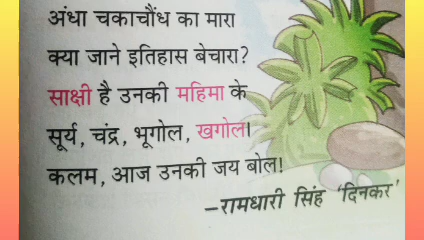 अंधा चकाचौंध का मारा
क्या जाने इतिहास बेचारा?
साक्षी है उनकी महिमा के
सूर्य, चंद्र, भूगोल, खगोल।
कलम, आज उनकी जय बोल!
–रामधारी सिंह 'दिनकर'